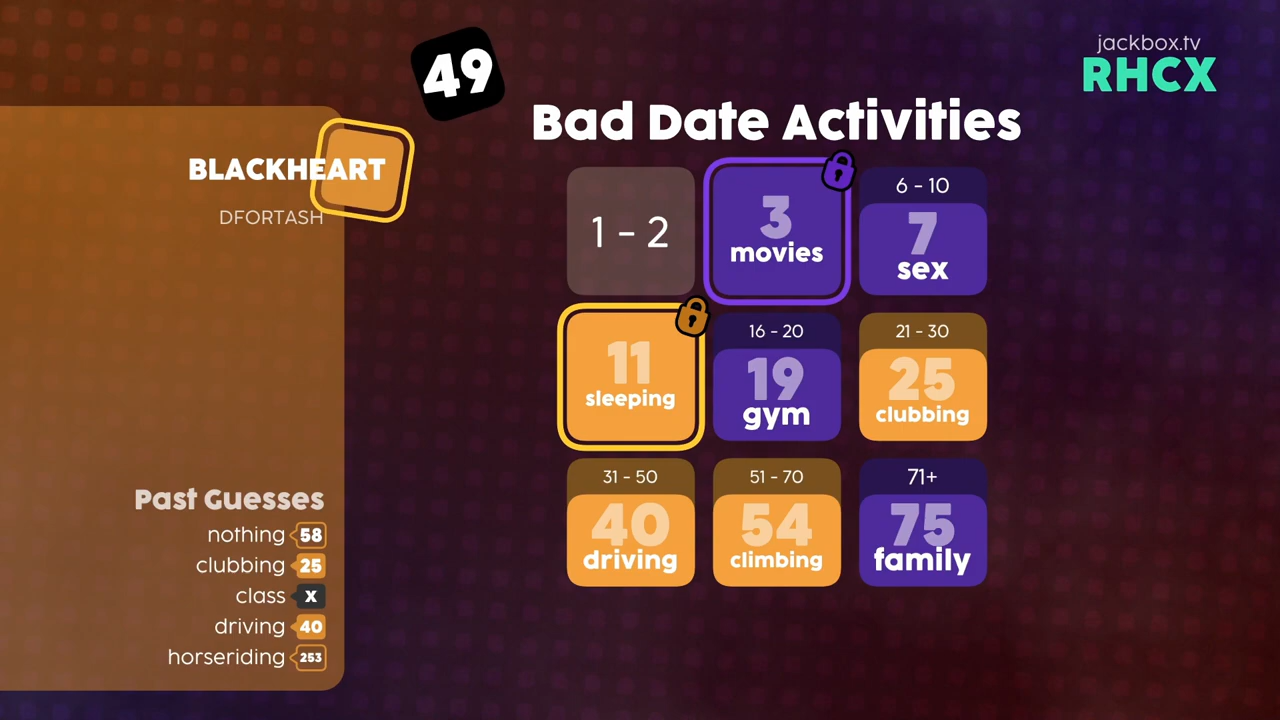 49
jackbox.tv
RHCX
Bad Date Activities
BLACKHEART
DFORTASH
1 - 2
3
movies
6 - 10
7
sex
11
sleeping
16 - 20
19
gym
21 - 30
25
clubbing
31 - 50
40
driving
51 - 70
54
climbing
71+
75
family
Past Guesses
nothing 58
clubbing 25
class X
driving 40
horseriding 253